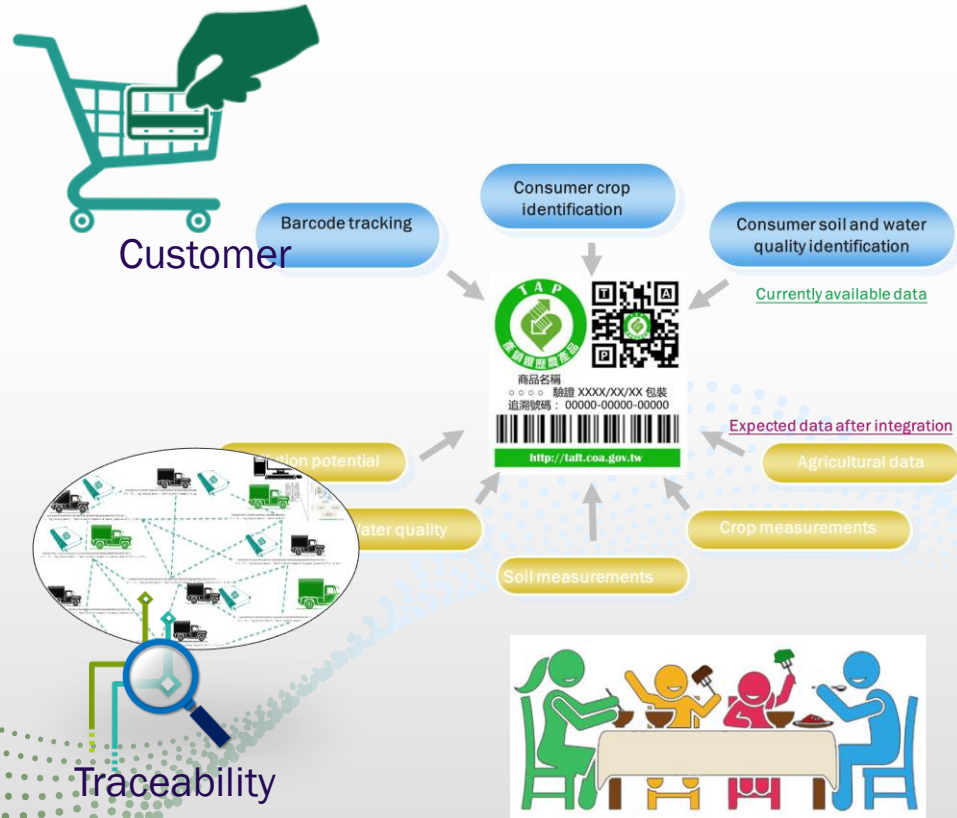 Consumer crop
identification
Barcode tracking
Consumer soil and water
quality identification
Customer
Currently available data
TAP
產銷履歷農產品
T
A
P
商品名稱
○○○○ 驗證 XXXX/XX/XX 包裝
追溯號碼： 00000-00000-00000
http://taft.coa.gov.tw
Expected data after integration
potential
Agricultural data
quality
Crop measurements
Soil measurements
Traceability